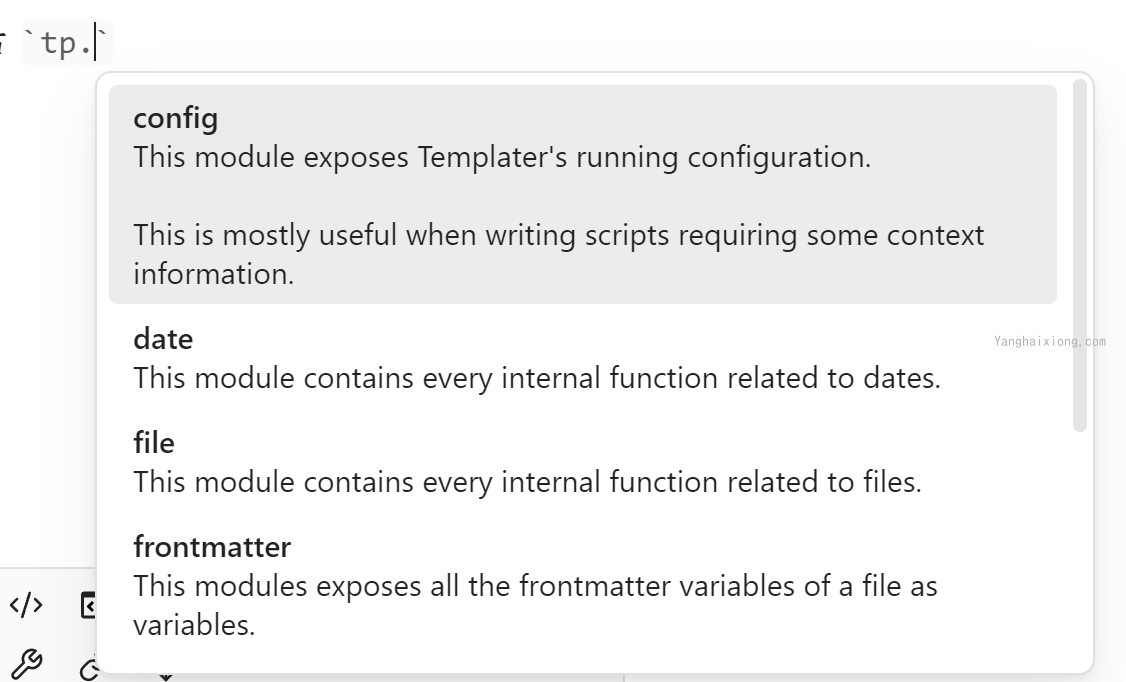 `tp.`
config
This module exposes Templater's running configuration.
This is mostly useful when writing scripts requiring some context
information.
date
Yanghaixiong.com
This module contains every internal function related to dates.
file
This module contains every internal function related to files.
frontmatter
This modules exposes all the frontmatter variables of a file as
variables.